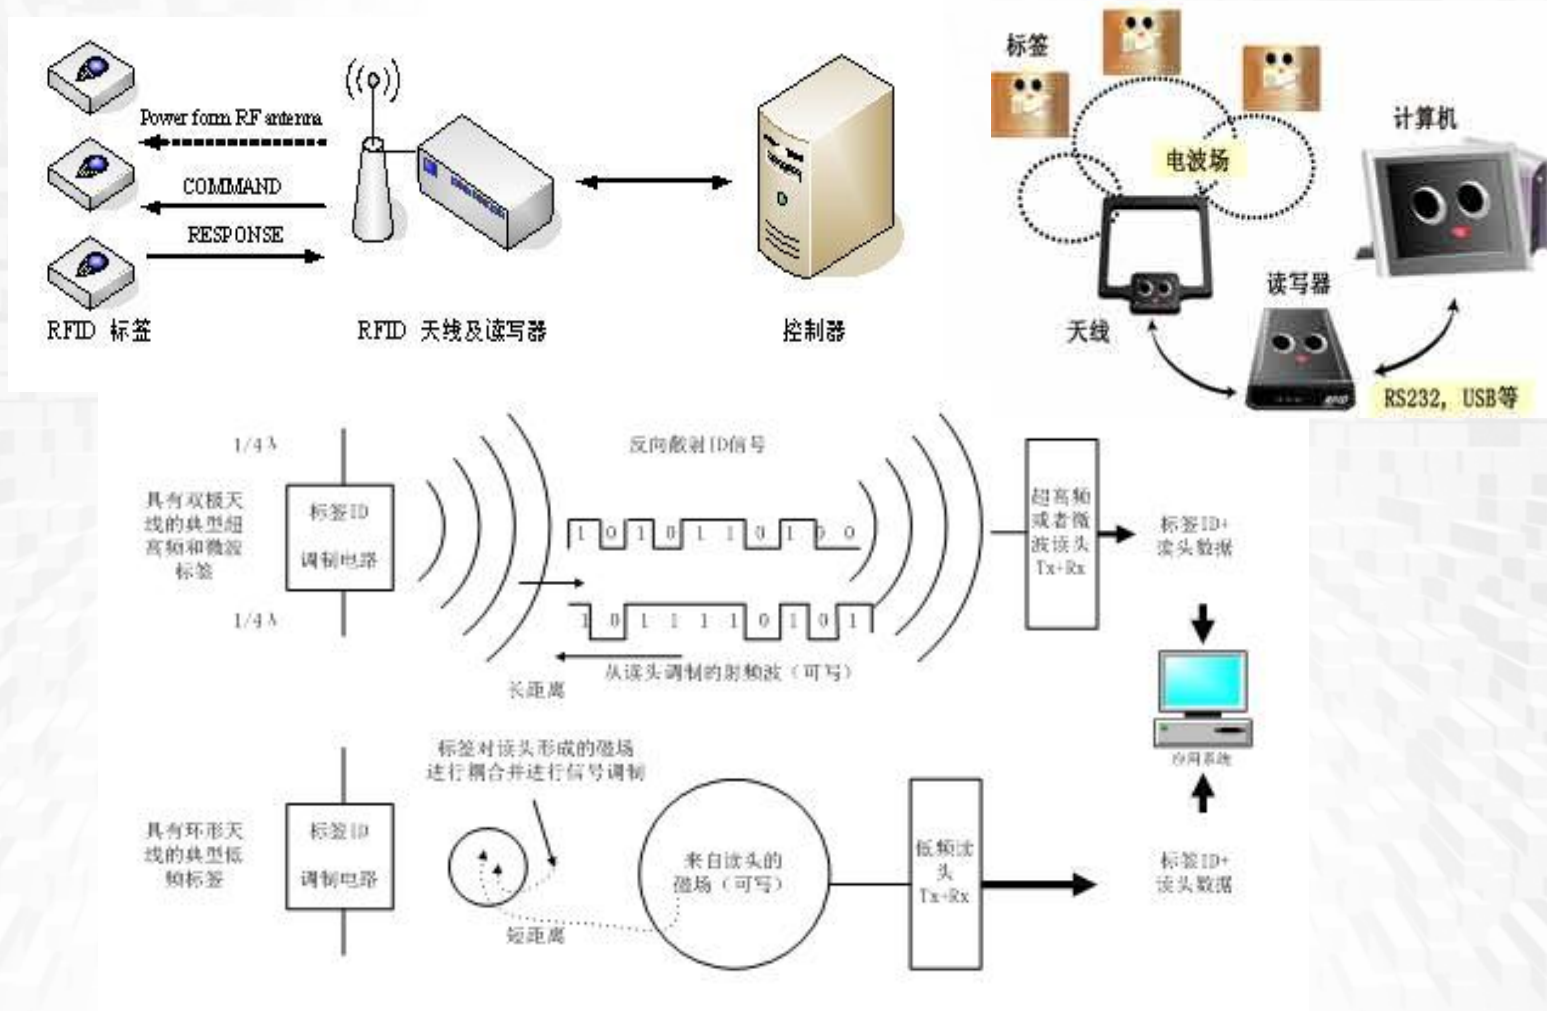 Power form RF antenna
COMMAND
RESPONSE
RFID 标签
RFID 天线及读写器
控制器
标签
电波场
计算机
读写器
天线
RS232, USB等
1/4λ
具有双极天
线的典型超
高频和微波
标签
1/4λ
标签ID
调制电路
反向散射ID信号
1 0 1 0 1 1 0 1 0 0
1 0 1 1 1 1 0 1 0 1
从读头调制的射频波（可写）
长距离
超高频
或者微
波读头
Tx+Rx
标签ID+
读头数据
应用系统
标签对读头形成的磁场
进行耦合并进行信号调制
具有环形天
线的典型低
频标签
标签ID
调制电路
短距离
来自读头的
磁场（可写）
低频读
头
Tx+Rx
标签ID+
读头数据